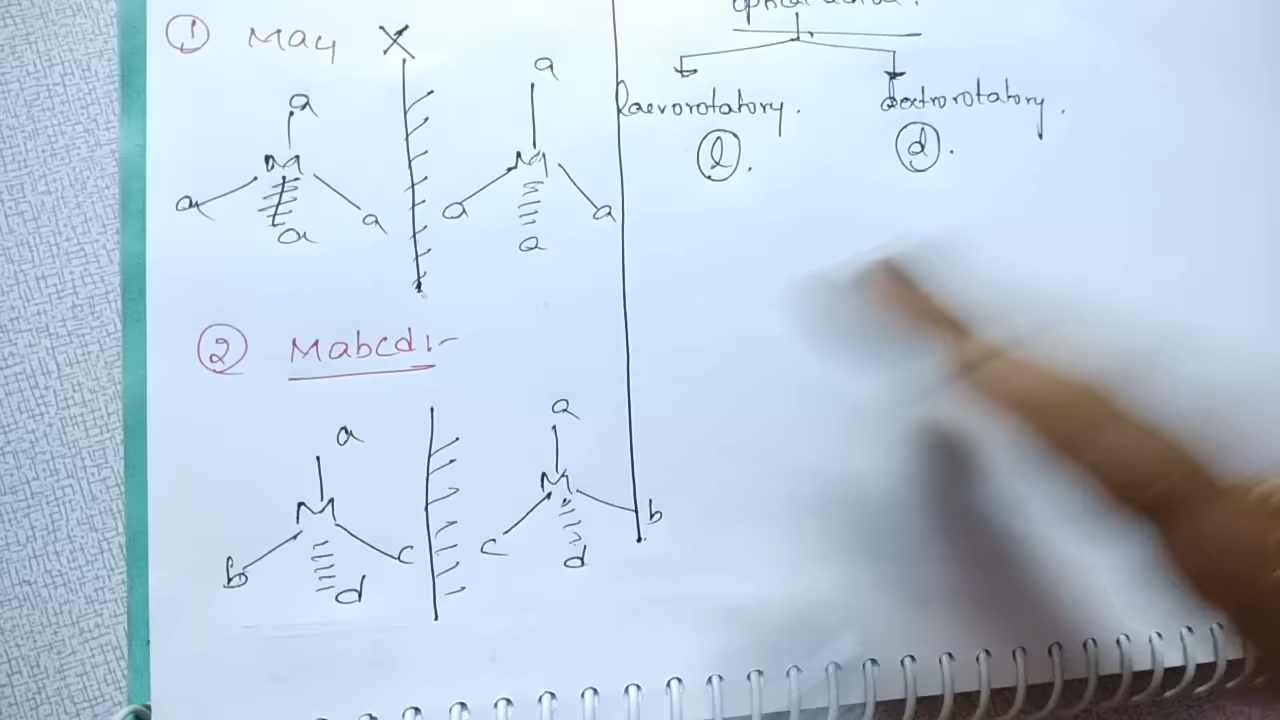 ① Ma4 X
a
M
a a
a
a
M
a a
a
② Mabcd:-
a
M
b c
d
a
M
c b
d
laevorotatory. dextrorotatory.
ⓛ. ⓓ.